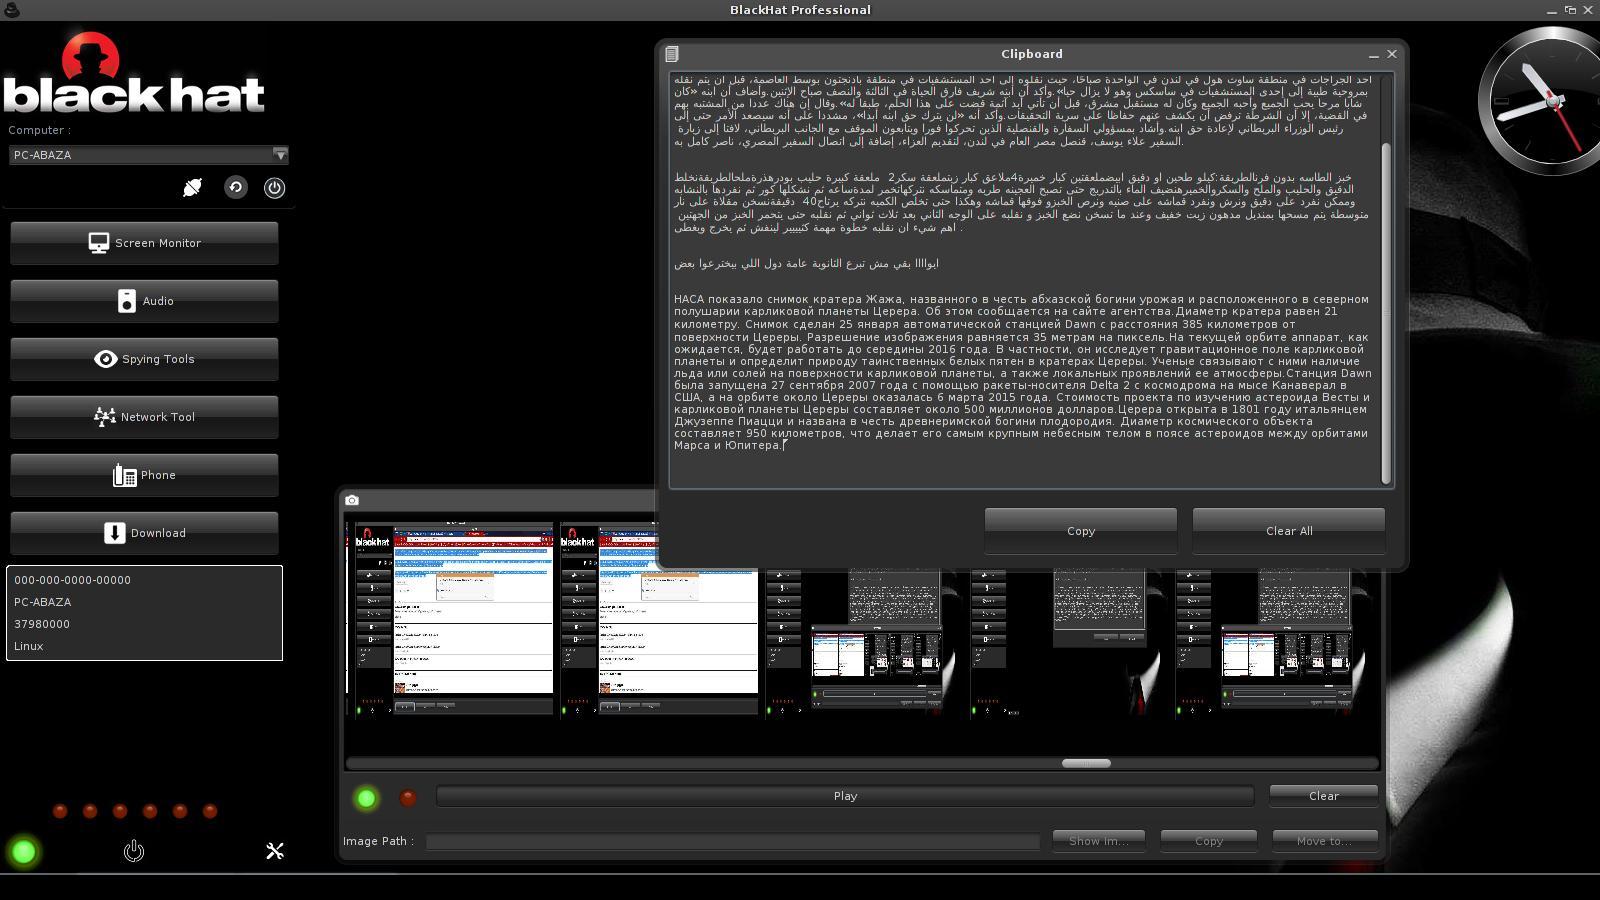 BlackHat Professional
black hat
Computer :
PC-ABAZA
Screen Monitor
Audio
Spying Tools
Network Tool
Phone
Download
000-000-0000-00000
PC-ABAZA
37980000
Linux
Clipboard
احد الجراجات في منطقة ساوث هول في لندن في الواحدة صباحًا، حيث نقلوه إلى أحد المستشفيات في منطقة بادنجتون بوسط العاصمة، قبل أن يتم نقله
بمروحية طبية إلى إحدى المستشفيات في ساسكس وهو لا يزال حيا».وأكد أن ابنه شريف فارق الحياة في الثالثة والنصف صباح الإثنين.وأضاف أن ابنه «كان
شابا مرحا يحب الجميع وأحبه الجميع وكان له مستقبل مشرق، قبل أن تأتي أيد آثمة قضت على هذا الحلم، طبقا له».وقال إن هناك عددا من المشتبه بهم
في القضية، إلا أن الشرطة ترفض أن يكشف عنهم حفاظا على سرية التحقيقات.وأكد أنه «لن يترك حق ابنه أبدا»، مشددا على أنه سيصعد الأمر حتى إلى
رئيس الوزراء البريطاني لإعادة حق ابنه.وأشاد بمسؤولي السفارة والقنصلية الذين تحركوا فورا ويتابعون الموقف مع الجانب البريطاني، لافتا إلى زيارة
السفير علاء يوسف، قنصل مصر العام في لندن، لتقديم العزاء، إضافة إلى اتصال السفير المصري، ناصر كامل به.
خبز الطاسه بدون فرنالطريقة:كيلو طحين او دقيق ابيضملعقتين كبار خميرة4ملاعق كبار زيتملعقة سكر2 ملعقة كبيرة حليب بودرهذرةملحالطريقةنخلط
الدقيق والحليب والملح والسكروالخميرهنضيف الماء بالتدريج حتى تصبح العجينه طريه ومتماسكه نتركهاتخمر لمدةساعه ثم نشكلها كور ثم نفردها بالنشابه
وممكن نفرد على دقيق ونرش ونفرد قماشه على صنيه ونرص الخبزو فوقها قماشه وهكذا حتى تخلص الكميه نتركه يرتاح40 دقيقةنسخن مقلاة على نار
متوسطة يتم مسحها بمنديل مدهون زيت خفيف وعند ما تسخن نضع الخبز و نقلبه على الوجه الثاني بعد ثلاث ثواني ثم نقلبه حتى يتحمر الخبز من الجهتين
اهم شيء ان نقلبه خطوة مهمة كثيييير لينفش ثم يخرج ويغطى .
ايواااا بقي مش تبرع الثانوية عامة دول اللي بيخترعوا بعض
НАСА показало снимок кратера Жажа, названного в честь абхазской богини урожая и расположенного в северном
полушарии карликовой планеты Церера. Об этом сообщается на сайте агентства.Диаметр кратера равен 21
километру. Снимок сделан 25 января автоматической станцией Dawn с расстояния 385 километров от
поверхности Цереры. Разрешение изображения равняется 35 метрам на пиксель.На текущей орбите аппарат, как
ожидается, будет работать до середины 2016 года. В частности, он исследует гравитационное поле карликовой
планеты и определит природу таинственных белых пятен в кратерах Цереры. Ученые связывают с ними наличие
льда или солей на поверхности карликовой планеты, а также локальных проявлений ее атмосферы.Станция Dawn
была запущена 27 сентября 2007 года с помощью ракеты-носителя Delta 2 с космодрома на мысе Канаверал в
США, а на орбите около Цереры оказалась 6 марта 2015 года. Стоимость проекта по изучению астероида Весты и
карликовой планеты Цереры составляет около 500 миллионов долларов.Церера открыта в 1801 году итальянцем
Джузеппе Пиацци и названа в честь древнеримской богини плодородия. Диаметр космического объекта
составляет 950 километров, что делает его самым крупным небесным телом в поясе астероидов между орбитами
Марса и Юпитера.
Copy
Clear All
Play
Clear
Image Path :
Show im...
Copy
Move to...